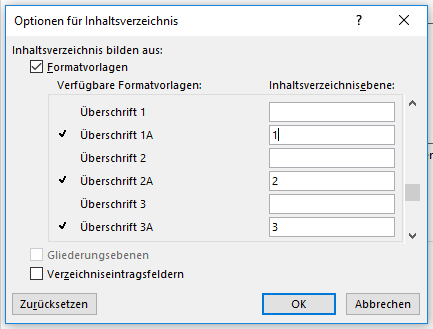 Optionen für Inhaltsverzeichnis
Inhaltsverzeichnis bilden aus:
Formatvorlagen
Verfügbare Formatvorlagen: Inhaltsverzeichnisebene:
Überschrift 1
Überschrift 1A 1
Überschrift 2
Überschrift 2A 2
Überschrift 3
Überschrift 3A 3
Gliederungsebenen
Verzeichniseintragsfeldern
Zurücksetzen OK Abbrechen